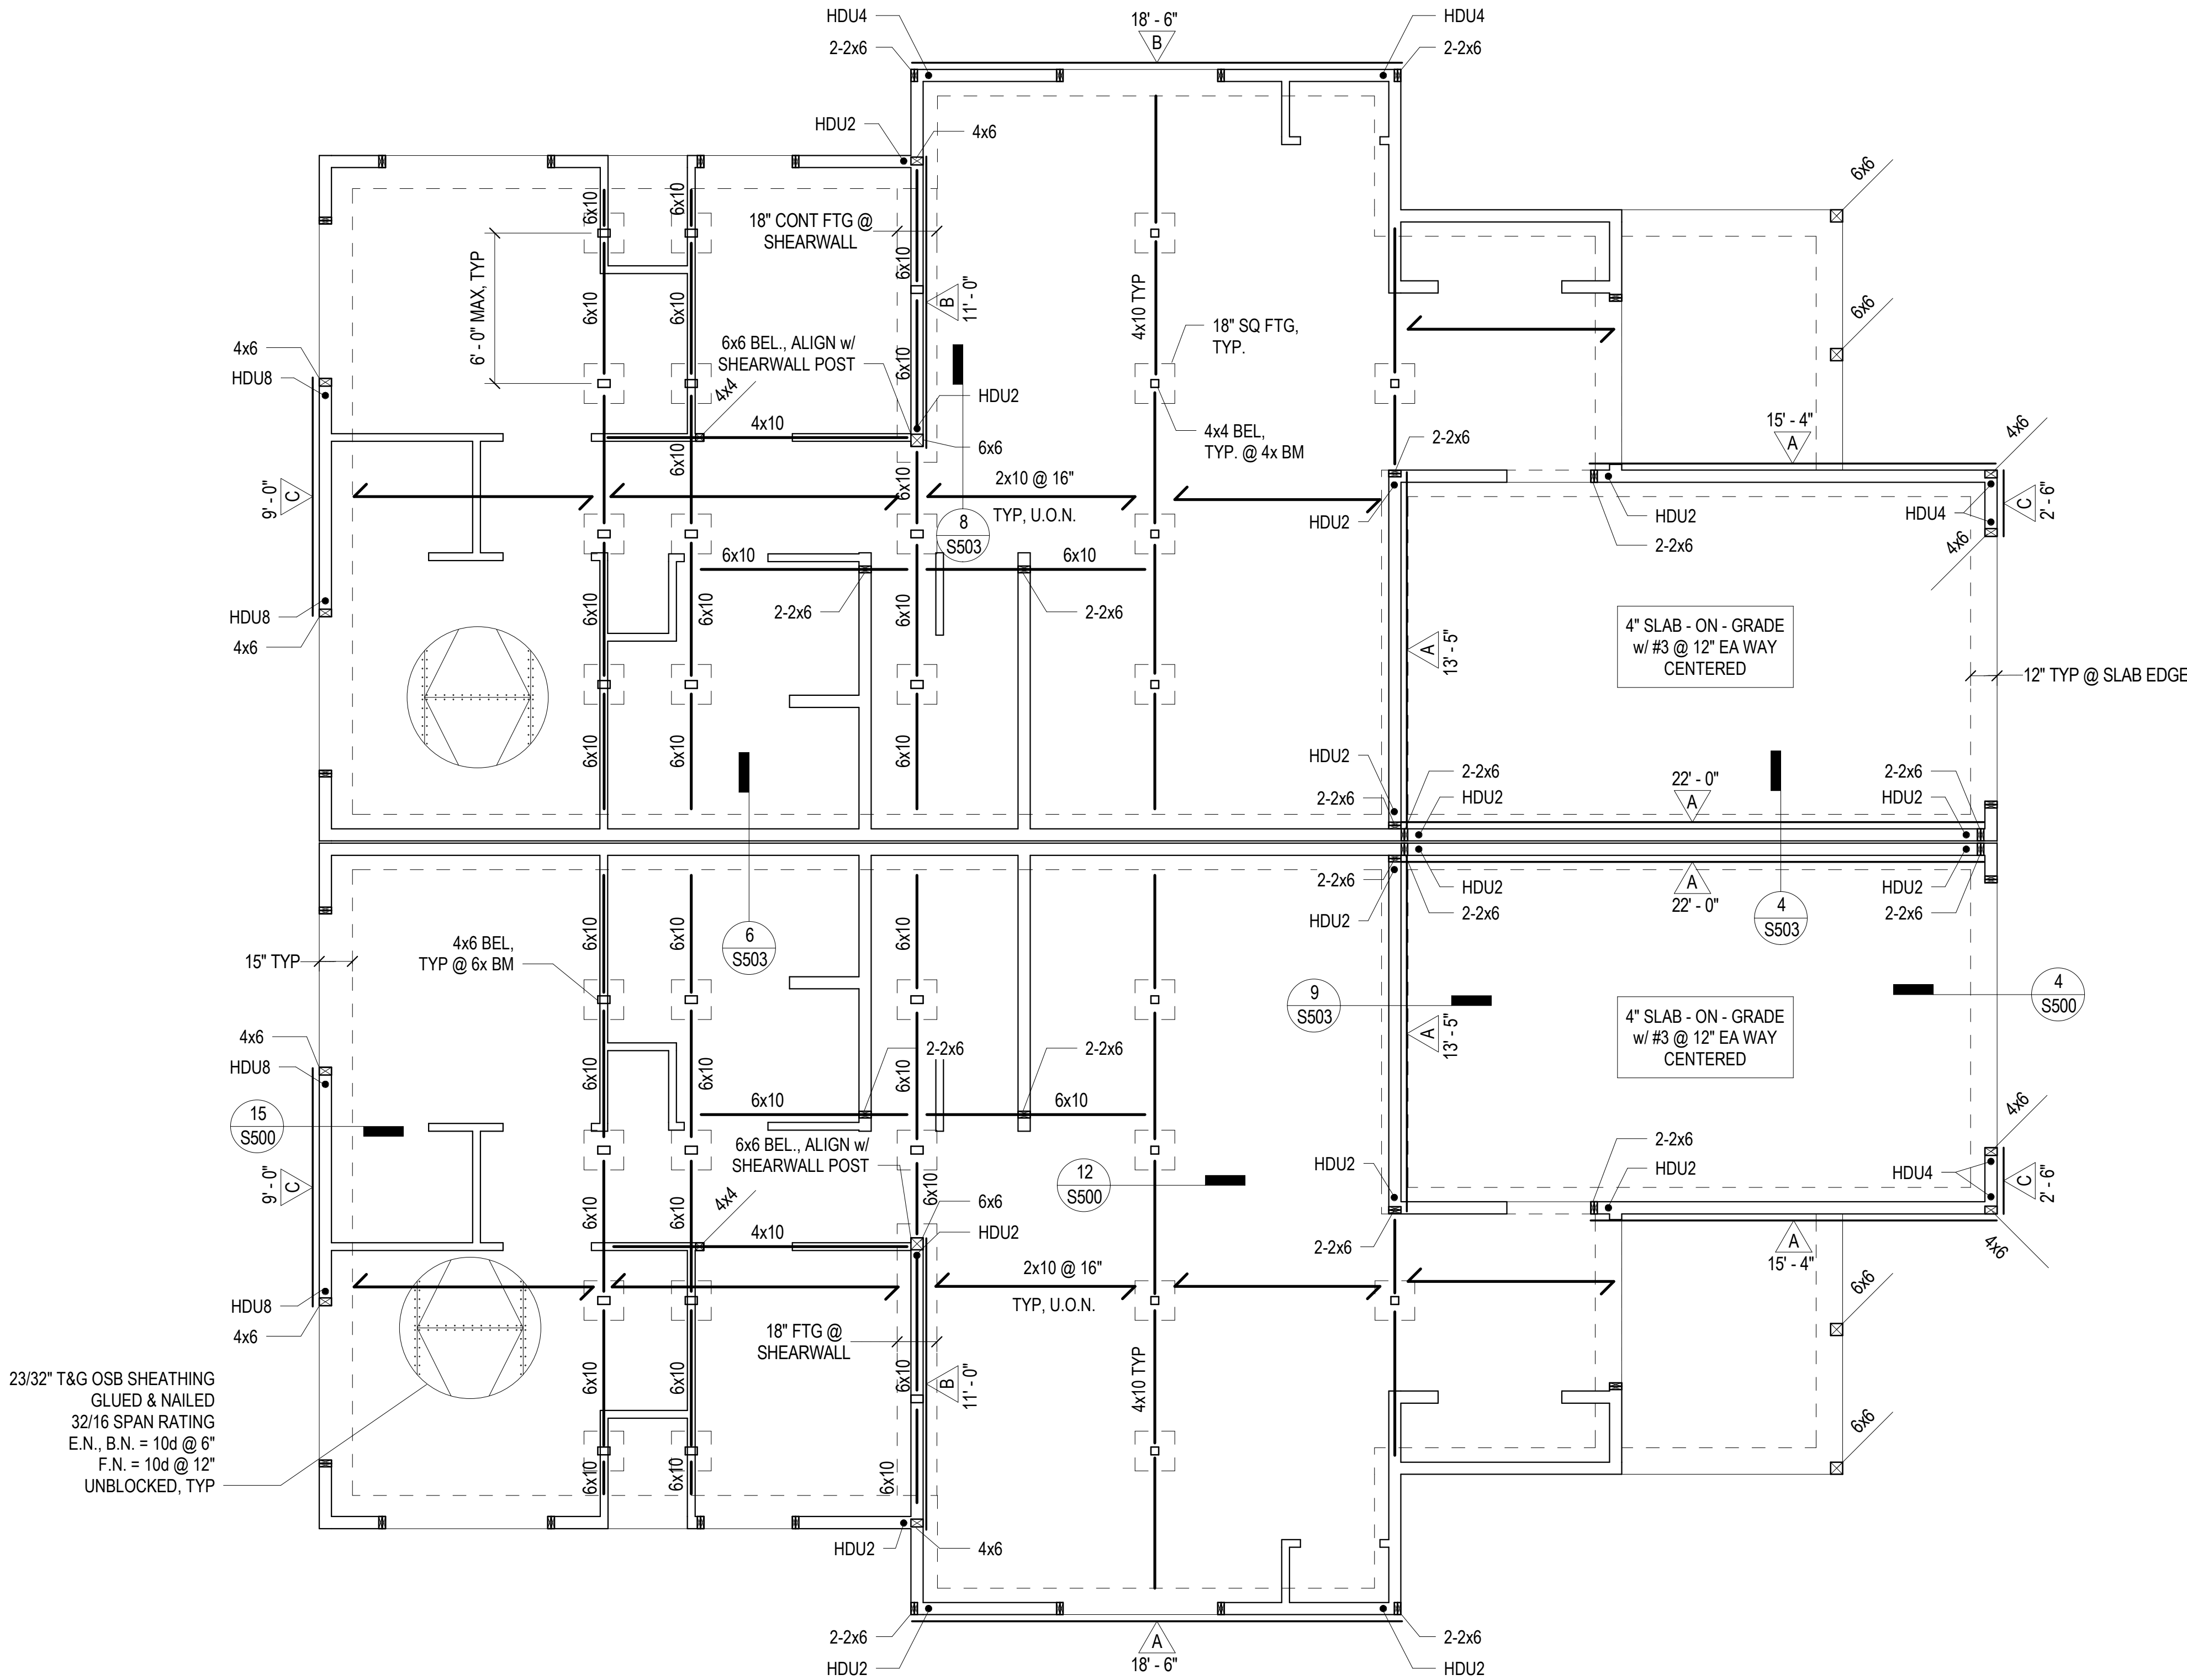 HDU4
18' - 6"
HDU4
2-2x6
B
2-2x6
HDU2
4x6
6x6
6x10
6x10
18" CONT FTG @
SHEARWALL
6x10
6' - 0" MAX, TYP
6x10
6x10
B
11' - 0"
4x10 TYP
6x6
6x6 BEL., ALIGN w/
SHEARWALL POST
6x10
18" SQ FTG,
TYP.
4x6
HDU8
4x4
HDU2
4x10
6x6
4x4 BEL,
TYP. @ 4x BM
2-2x6
15' - 4"
A
4x6
6x10
6x10
2x10 @ 16"
TYP, U.O.N.
9' - 0"
C
HDU2
HDU2
2-2x6
HDU4
C
2' - 6"
4x6
8
S503
6x10
6x10
2-2x6
2-2x6
HDU8
4x6
6x10
6x10
6x10
4" SLAB - ON - GRADE
w/ #3 @ 12" EA WAY
CENTERED
A
13' - 5"
12" TYP @ SLAB EDGE
6x10
6x10
6x10
HDU2
2-2x6
22' - 0"
2-2x6
2-2x6
HDU2
A
HDU2
2-2x6
HDU2
A
HDU2
HDU2
2-2x6
22' - 0"
2-2x6
4
S503
6x10
6x10
6x10
6
S503
15" TYP
4x6 BEL,
TYP @ 6x BM
9
S503
4
S500
4" SLAB - ON - GRADE
w/ #3 @ 12" EA WAY
CENTERED
A
13' - 5"
4x6
HDU8
2-2x6
2-2x6
6x10
6x10
6x10
6x10
6x10
15
S500
6x6 BEL., ALIGN w/
SHEARWALL POST
12
S500
HDU2
2-2x6
HDU2
4x6
HDU4
C
2' - 6"
9' - 0"
C
6x10
6x10
4x4
6x10
6x6
HDU2
4x10
2-2x6
A
15' - 4"
4x6
2x10 @ 16"
TYP, U.O.N.
6x6
HDU8
4x6
18" FTG @
SHEARWALL
6x10
6x10
6x10
B
11' - 0"
4x10 TYP
6x6
23/32" T&G OSB SHEATHING
GLUED & NAILED
32/16 SPAN RATING
E.N., B.N. = 10d @ 6"
F.N. = 10d @ 12"
UNBLOCKED, TYP
6x10
6x10
6x10
HDU2
4x6
2-2x6
A
2-2x6
HDU2
18' - 6"
HDU2